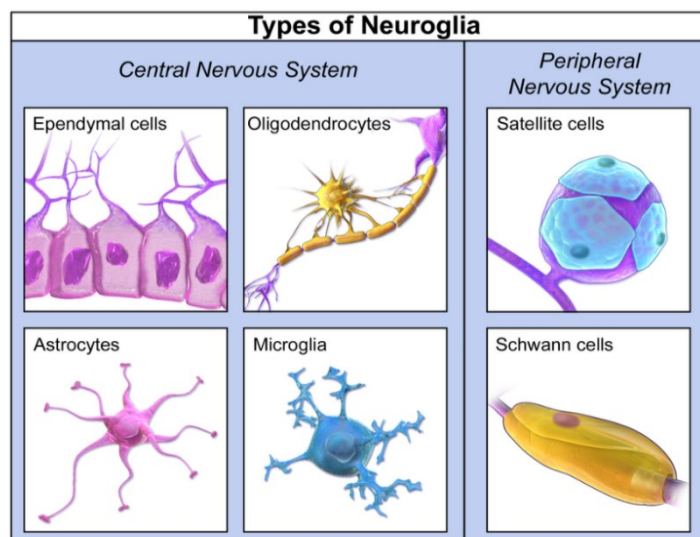 Types of Neuroglia
Central Nervous System
Peripheral
Nervous System
Ependymal cells
Oligodendrocytes
Satellite cells
Astrocytes
Microglia
Schwann cells